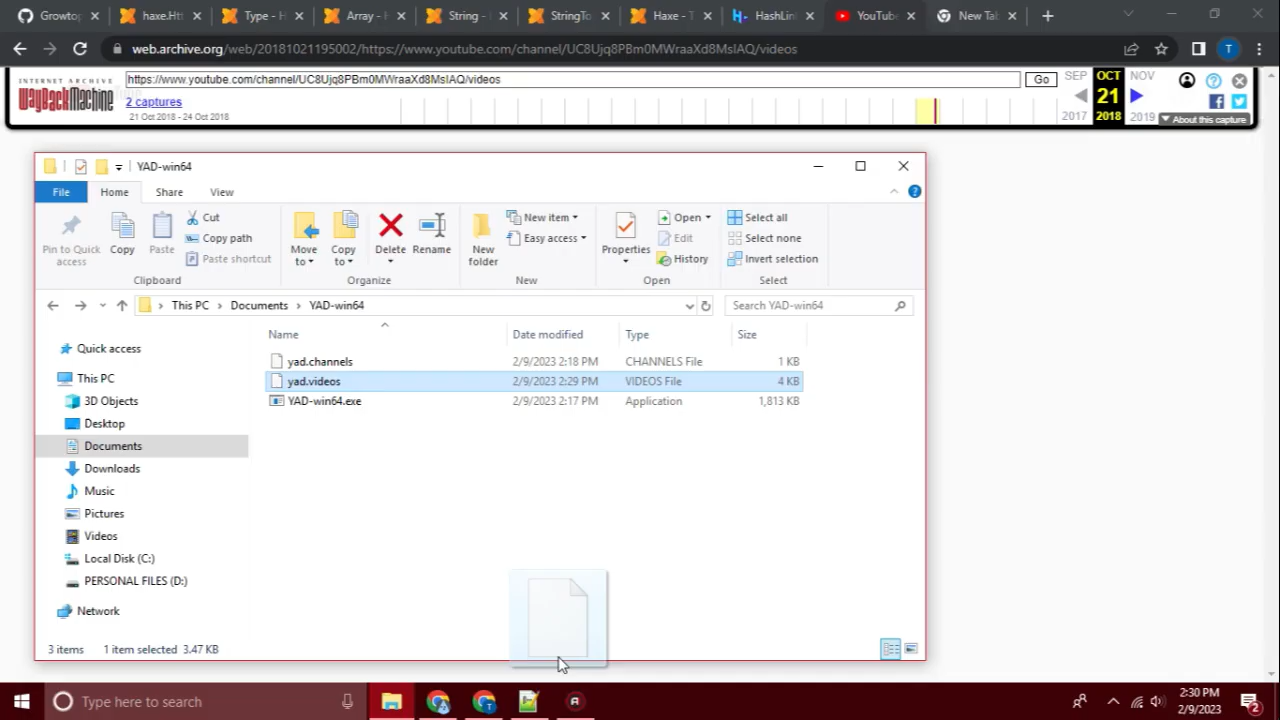 Growtop
haxe.Htt
Type - H
Array - H
String -
StringTo
Haxe - T
HashLin
YouTube
New Tab
web.archive.org/web/20181021195002/https://www.youtube.com/channel/UC8Ujq8PBm0MWraaXd8MsIAQ/videos
T
INTERNET ARCHIVE
WayBackMachine
https://www.youtube.com/channel/UC8Ujq8PBm0MWraaXd8MsIAQ/videos
Go
SEP OCT NOV
2 captures
21
21 Oct 2018 - 24 Oct 2018
2017 2018 2019
About this capture
YAD-win64
File Home Share View
Pin to Quick access
Copy
Paste
Cut
Copy path
Paste shortcut
Clipboard
Move to
Copy to
Delete
Rename
Organize
New folder
New item
Easy access
New
Properties
Open
Edit
History
Open
Select all
Select none
Invert selection
Select
This PC > Documents > YAD-win64
Search YAD-win64
Name Date modified Type Size
yad.channels 2/9/2023 2:18 PM CHANNELS File 1 KB
yad.videos 2/9/2023 2:29 PM VIDEOS File 4 KB
YAD-win64.exe 2/9/2023 2:17 PM Application 1,813 KB
Quick access
This PC
3D Objects
Desktop
Documents
Downloads
Music
Pictures
Videos
Local Disk (C:)
PERSONAL FILES (D:)
Network
3 items 1 item selected 3.47 KB
Type here to search
2:30 PM
2/9/2023
2